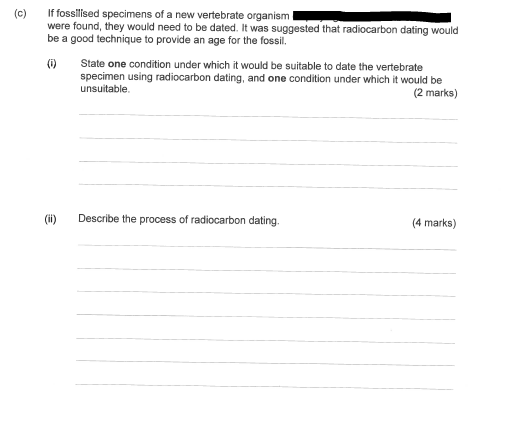 (c) If fossilised specimens of a new vertebrate organism
were found, they would need to be dated. It was suggested that radiocarbon dating would
be a good technique to provide an age for the fossil.
(i) State one condition under which it would be suitable to date the vertebrate
specimen using radiocarbon dating, and one condition under which it would be
unsuitable. (2 marks)
(ii) Describe the process of radiocarbon dating. (4 marks)